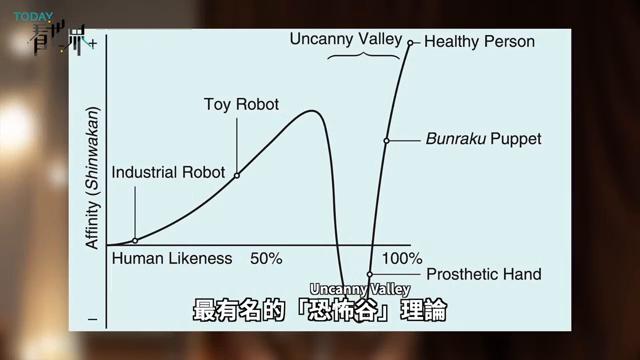 TODAY
看世界
+
Uncanny Valley
Healthy Person
Toy Robot
Bunraku Puppet
Industrial Robot
Affinity (Shinwakan)
Human Likeness 50% 100%
Prosthetic Hand
Uncanny Valley
最有名的「恐怖谷」理論
−